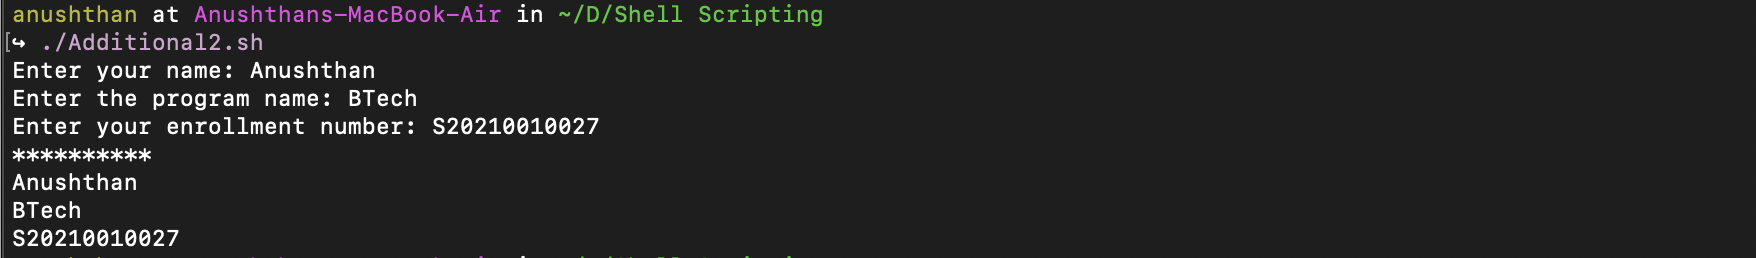 anushthan at Anushthans-MacBook-Air in ~/D/Shell Scripting
[↪ ./Additional2.sh
Enter your name: Anushthan
Enter the program name: BTech
Enter your enrollment number: S20210010027
**********
Anushthan
BTech
S20210010027